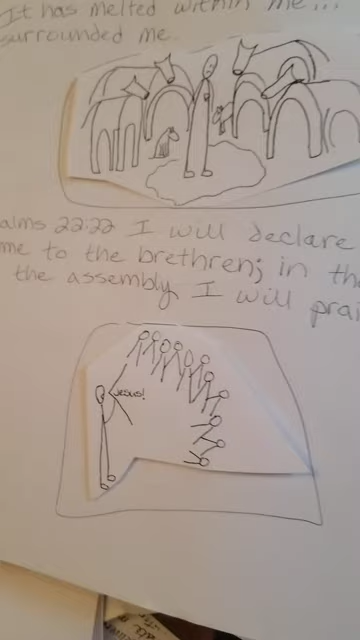 It has melted within me...
surrounded me.
alms 22:22 I will declare
me to the brethren; in th
the assembly I will prai
Jesus!